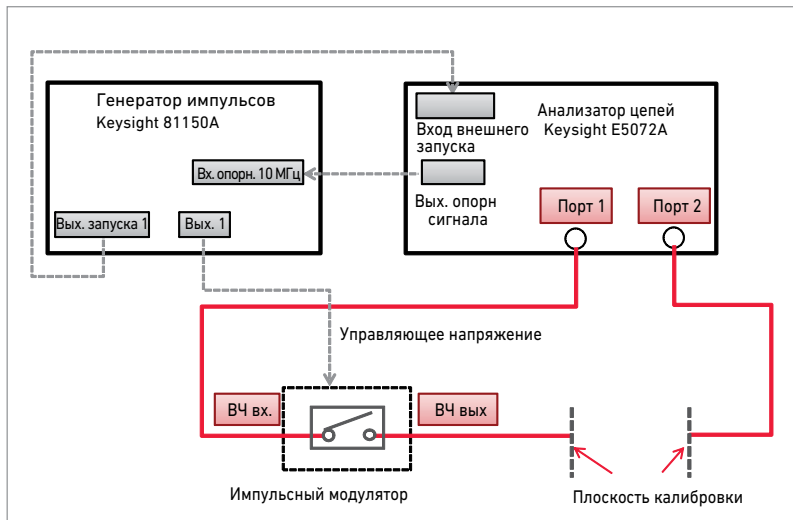 Генератор импульсов
Keysight 81150A
Вх. опорн. 10 МГц
Вых. запуска 1
Вых. 1
Анализатор цепей
Keysight E5072A
Вход внешнего
запуска
Вых. опорн
сигнала
Порт 1
Порт 2
Управляющее напряжение
ВЧ вх.
ВЧ вых
Импульсный модулятор
Плоскость калибровки